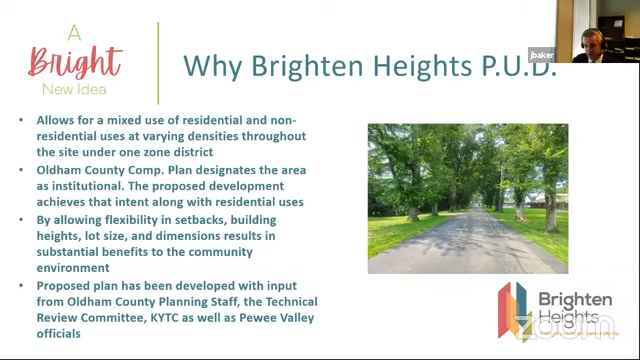 A
Bright
New Idea
Why Brighten Heights P.U.D.
jbaker
• Allows for a mixed use of residential and non-
residential uses at varying densities throughout
the site under one zone district
• Oldham County Comp. Plan designates the area
as institutional. The proposed development
achieves that intent along with residential uses
• By allowing flexibility in setbacks, building
heights, lot size, and dimensions results in
substantial benefits to the community
environment
• Proposed plan has been developed with input
from Oldham County Planning Staff, the Technical
Review Committee, KYTC as well as Pewee Valley
officials
Brighten
Heights
zoom